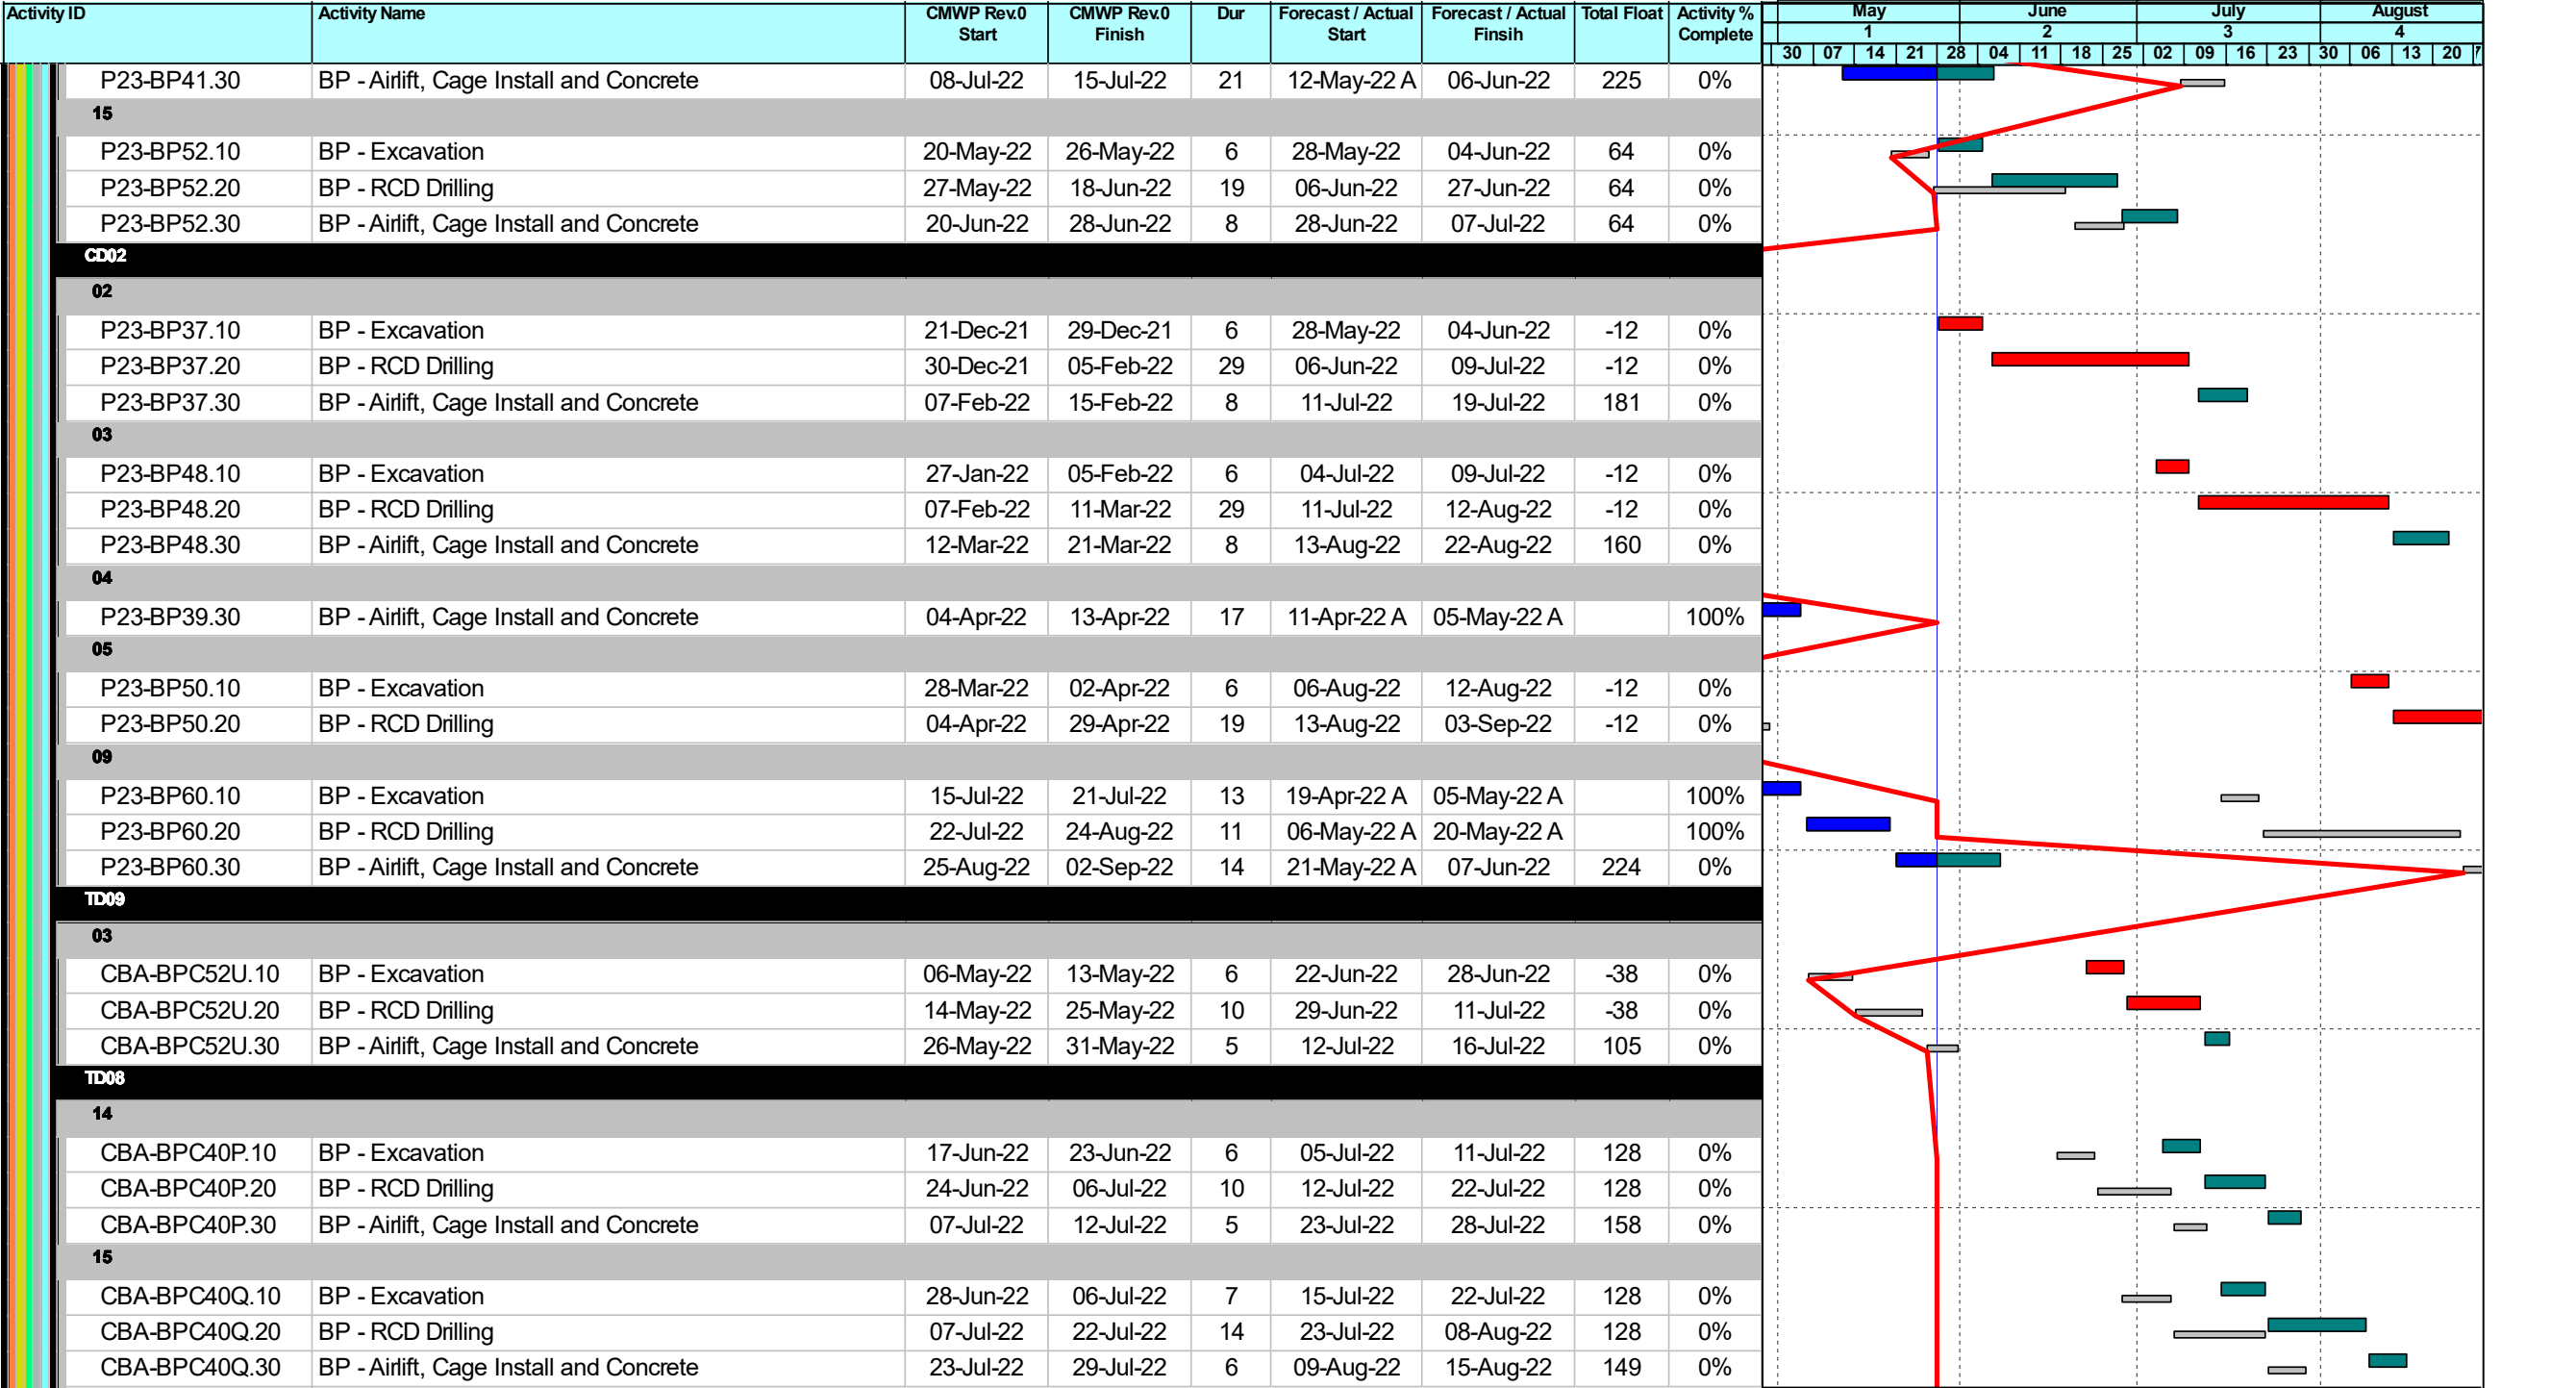 Activity ID Activity Name CMWP Rev.0 Start CMWP Rev.0 Finish Dur Forecast / Actual Start Forecast / Actual Finsih Total Float Activity % Complete May June July August
1 2 3 4
30 07 14 21 28 04 11 18 25 02 09 16 23 30 06 13 20
P23-BP41.30 BP - Airlift, Cage Install and Concrete 08-Jul-22 15-Jul-22 21 12-May-22 A 06-Jun-22 225 0%
15
P23-BP52.10 BP - Excavation 20-May-22 26-May-22 6 28-May-22 04-Jun-22 64 0%
P23-BP52.20 BP - RCD Drilling 27-May-22 18-Jun-22 19 06-Jun-22 27-Jun-22 64 0%
P23-BP52.30 BP - Airlift, Cage Install and Concrete 20-Jun-22 28-Jun-22 8 28-Jun-22 07-Jul-22 64 0%
CD02
02
P23-BP37.10 BP - Excavation 21-Dec-21 29-Dec-21 6 28-May-22 04-Jun-22 -12 0%
P23-BP37.20 BP - RCD Drilling 30-Dec-21 05-Feb-22 29 06-Jun-22 09-Jul-22 -12 0%
P23-BP37.30 BP - Airlift, Cage Install and Concrete 07-Feb-22 15-Feb-22 8 11-Jul-22 19-Jul-22 181 0%
03
P23-BP48.10 BP - Excavation 27-Jan-22 05-Feb-22 6 04-Jul-22 09-Jul-22 -12 0%
P23-BP48.20 BP - RCD Drilling 07-Feb-22 11-Mar-22 29 11-Jul-22 12-Aug-22 -12 0%
P23-BP48.30 BP - Airlift, Cage Install and Concrete 12-Mar-22 21-Mar-22 8 13-Aug-22 22-Aug-22 160 0%
04
P23-BP39.30 BP - Airlift, Cage Install and Concrete 04-Apr-22 13-Apr-22 17 11-Apr-22 A 05-May-22 A 100%
05
P23-BP50.10 BP - Excavation 28-Mar-22 02-Apr-22 6 06-Aug-22 12-Aug-22 -12 0%
P23-BP50.20 BP - RCD Drilling 04-Apr-22 29-Apr-22 19 13-Aug-22 03-Sep-22 -12 0%
09
P23-BP60.10 BP - Excavation 15-Jul-22 21-Jul-22 13 19-Apr-22 A 05-May-22 A 100%
P23-BP60.20 BP - RCD Drilling 22-Jul-22 24-Aug-22 11 06-May-22 A 20-May-22 A 100%
P23-BP60.30 BP - Airlift, Cage Install and Concrete 25-Aug-22 02-Sep-22 14 21-May-22 A 07-Jun-22 224 0%
TD09
03
CBA-BPC52U.10 BP - Excavation 06-May-22 13-May-22 6 22-Jun-22 28-Jun-22 -38 0%
CBA-BPC52U.20 BP - RCD Drilling 14-May-22 25-May-22 10 29-Jun-22 11-Jul-22 -38 0%
CBA-BPC52U.30 BP - Airlift, Cage Install and Concrete 26-May-22 31-May-22 5 12-Jul-22 16-Jul-22 105 0%
TD08
14
CBA-BPC40P.10 BP - Excavation 17-Jun-22 23-Jun-22 6 05-Jul-22 11-Jul-22 128 0%
CBA-BPC40P.20 BP - RCD Drilling 24-Jun-22 06-Jul-22 10 12-Jul-22 22-Jul-22 128 0%
CBA-BPC40P.30 BP - Airlift, Cage Install and Concrete 07-Jul-22 12-Jul-22 5 23-Jul-22 28-Jul-22 158 0%
15
CBA-BPC40Q.10 BP - Excavation 28-Jun-22 06-Jul-22 7 15-Jul-22 22-Jul-22 128 0%
CBA-BPC40Q.20 BP - RCD Drilling 07-Jul-22 22-Jul-22 14 23-Jul-22 08-Aug-22 128 0%
CBA-BPC40Q.30 BP - Airlift, Cage Install and Concrete 23-Jul-22 29-Jul-22 6 09-Aug-22 15-Aug-22 149 0%